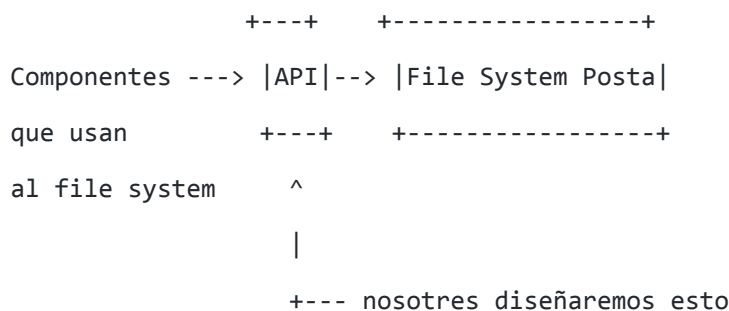 +---+    +-----------------+
Componentes ---> |API|--> |File System Posta|
que usan         +---+    +-----------------+
al file system     ^
|
+--- nosotres diseñaremos esto